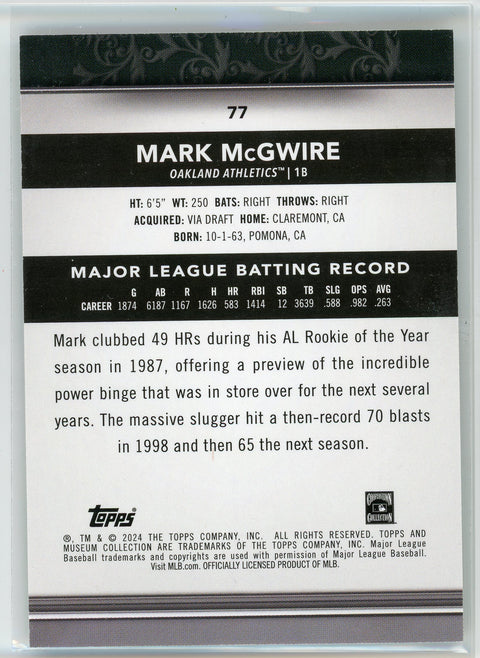 77
MARK McGWIRE
OAKLAND ATHLETICS™ | 1B
HT: 6'5" WT: 250 BATS: RIGHT THROWS: RIGHT
ACQUIRED: VIA DRAFT HOME: CLAREMONT, CA
BORN: 10-1-63, POMONA, CA
MAJOR LEAGUE BATTING RECORD
G AB R H HR RBI SB TB SLG OPS AVG
CAREER 1874 6187 1167 1626 583 1414 12 3639 .588 .982 .263
Mark clubbed 49 HRs during his AL Rookie of the Year
season in 1987, offering a preview of the incredible
power binge that was in store over for the next several
years. The massive slugger hit a then-record 70 blasts
in 1998 and then 65 the next season.
Topps
COOPERSTOWN COLLECTION
®, TM & © 2024 THE TOPPS COMPANY, INC. ALL RIGHTS RESERVED. TOPPS AND
MUSEUM COLLECTION ARE TRADEMARKS OF THE TOPPS COMPANY, INC. Major League
Baseball trademarks and copyrights are used with permission of Major League Baseball.
Visit MLB.com. OFFICIALLY LICENSED PRODUCT OF MLB.